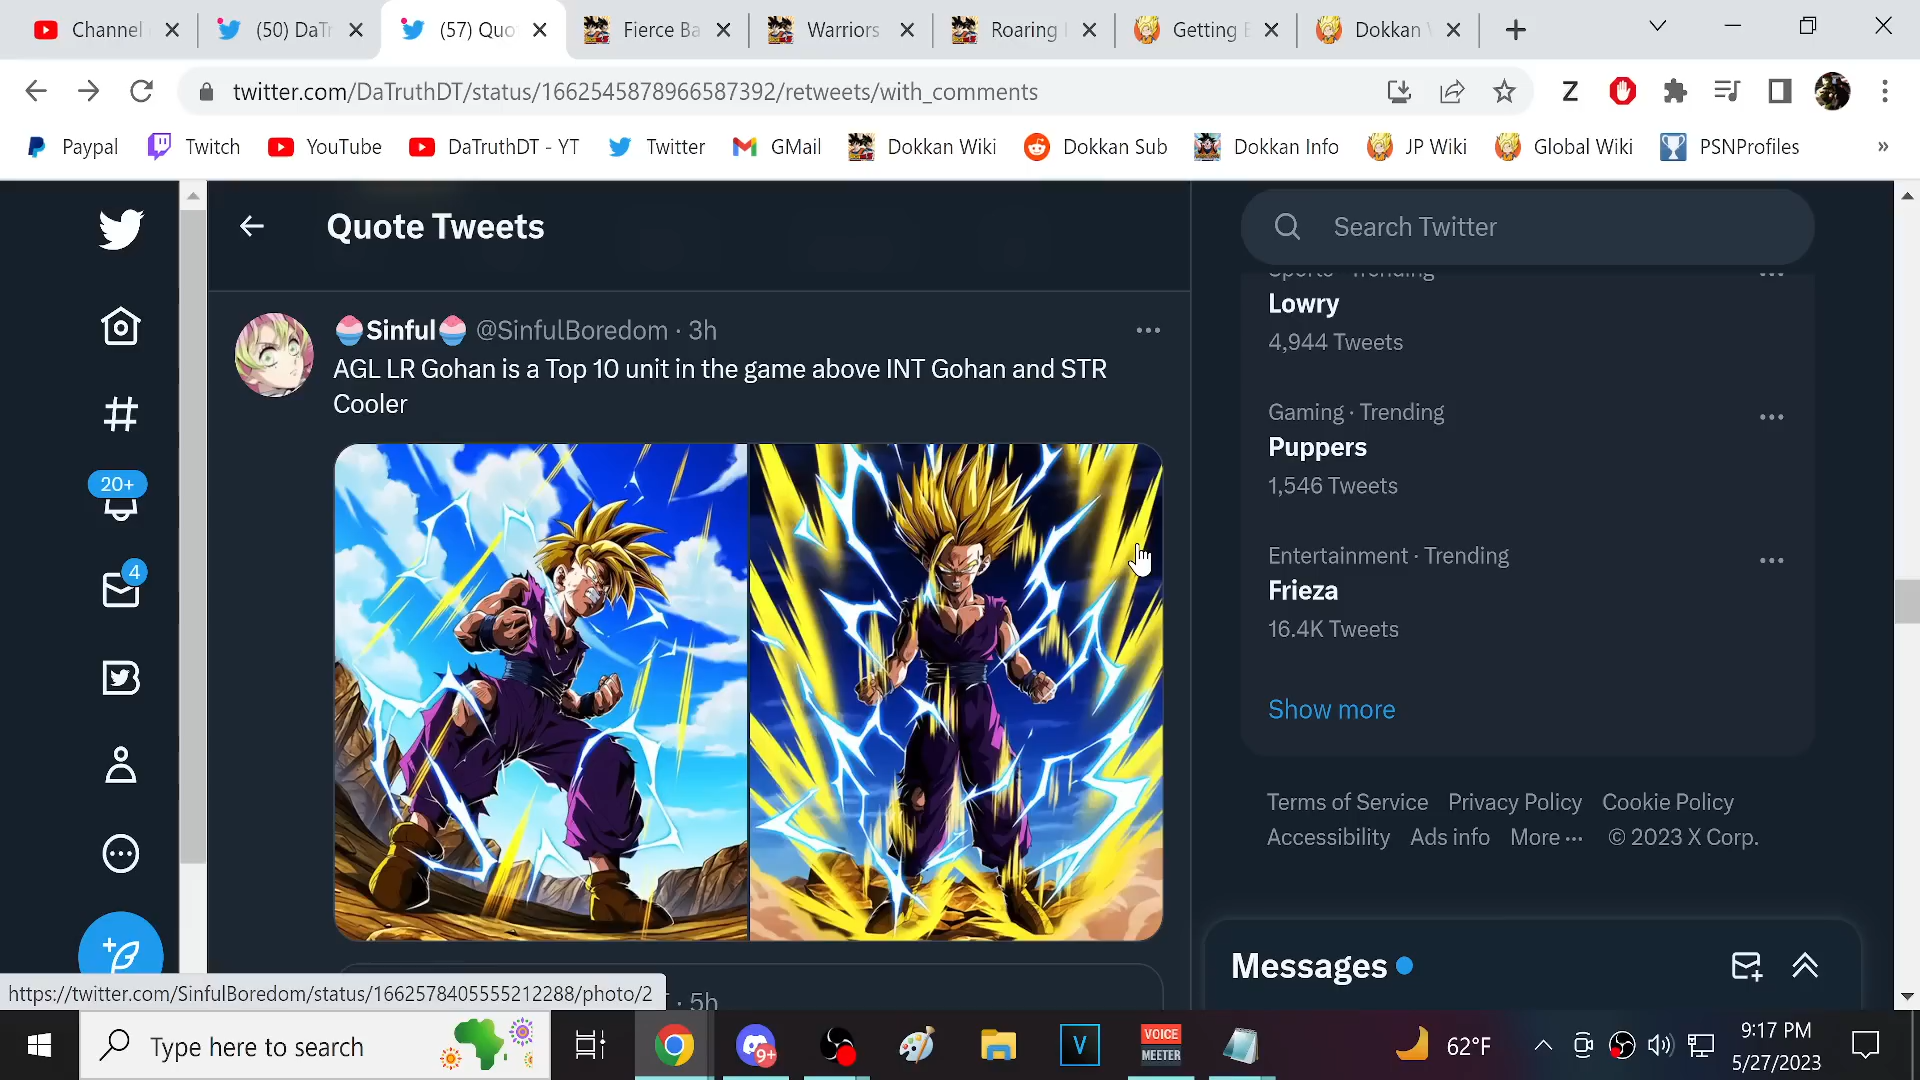 Channel
(50) DaTr
(57) Quo
Fierce Ba
Warriors
Roaring
Getting
Dokkan
twitter.com/DaTruthDT/status/1662545878966587392/retweets/with_comments
Z
Paypal
Twitch
YouTube
DaTruthDT - YT
Twitter
GMail
Dokkan Wiki
Dokkan Sub
Dokkan Info
JP Wiki
Global Wiki
PSNProfiles
»
Quote Tweets
Search Twitter
20+
4
Sinful @SinfulBoredom · 3h
AGL LR Gohan is a Top 10 unit in the game above INT Gohan and STR
Cooler
· 5h
Sports · Trending
Lowry
4,944 Tweets
Gaming · Trending
Puppers
1,546 Tweets
Entertainment · Trending
Frieza
16.4K Tweets
Show more
Terms of Service Privacy Policy Cookie Policy
Accessibility Ads info More ··· © 2023 X Corp.
Messages
https://twitter.com/SinfulBoredom/status/1662578405555212288/photo/2
Type here to search
9+
V
VOICE
MEETER
62°F
9:17 PM
5/27/2023